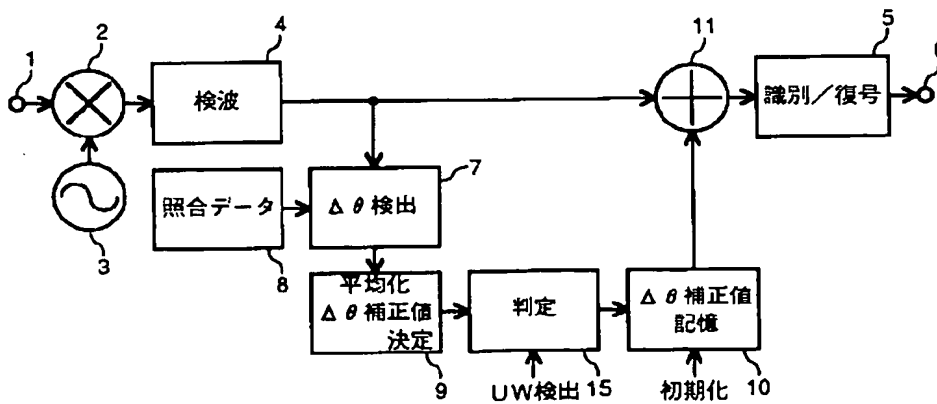 1
2
4
11
5
検波
識別/復号
3
照合データ
8
7
Δθ検出
平均化
Δθ補正値
決定
9
判定
15
UW検出
Δθ補正値
記憶
10
初期化